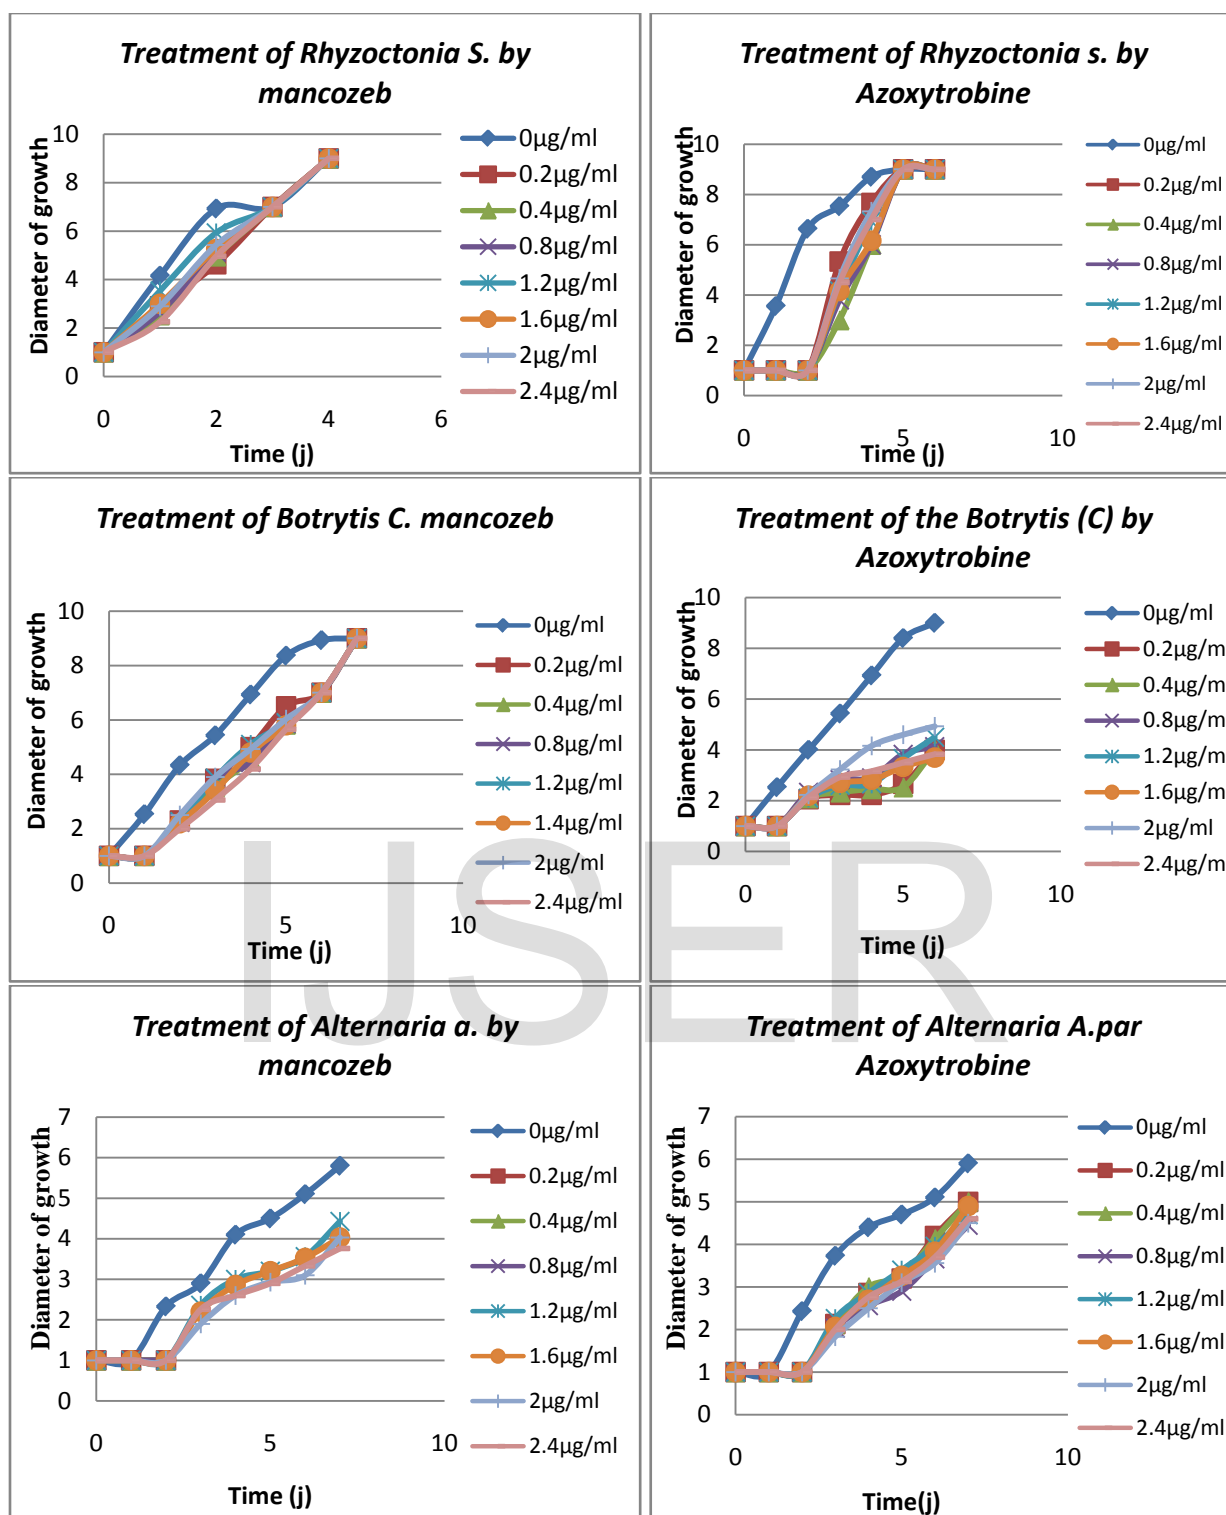 Treatment of Rhyzoctonia S. by
mancozeb
Diameter of growth
10
8
6
4
2
0
0
2
4
6
Time (j)
0µg/ml
0.2µg/ml
0.4µg/ml
0.8µg/ml
1.2µg/ml
1.6µg/ml
2µg/ml
2.4µg/ml
Treatment of Rhyzoctonia s. by
Azoxytrobine
Diameter of growth
10
8
6
4
2
0
0
5
10
Time (j)
0µg/ml
0.2µg/ml
0.4µg/ml
0.8µg/ml
1.2µg/ml
1.6µg/ml
2µg/ml
2.4µg/ml
Treatment of Botrytis C. mancozeb
Diameter of growth
10
8
6
4
2
0
0
5
10
Time (j)
0µg/ml
0.2µg/ml
0.4µg/ml
0.8µg/ml
1.2µg/ml
1.4µg/ml
2µg/ml
2.4µg/ml
Treatment of the Botrytis (C) by
Azoxytrobine
Diameter of growth
10
8
6
4
2
0
0
5
10
Time (j)
0µg/ml
0.2µg/m
0.4µg/m
0.8µg/m
1.2µg/m
1.6µg/m
2µg/ml
2.4µg/m
Treatment of Alternaria a. by
mancozeb
Diameter of growth
7
6
5
4
3
2
1
0
0
5
10
Time (j)
0µg/ml
0.2µg/ml
0.4µg/ml
0.8µg/ml
1.2µg/ml
1.6µg/ml
2µg/ml
2.4µg/ml
Treatment of Alternaria A.par
Azoxytrobine
Diameter of growth
7
6
5
4
3
2
1
0
0
5
10
Time(j)
0µg/ml
0.2µg/ml
0.4µg/ml
0.8µg/ml
1.2µg/ml
1.6µg/ml
2µg/ml
2.4µg/ml
IJSER